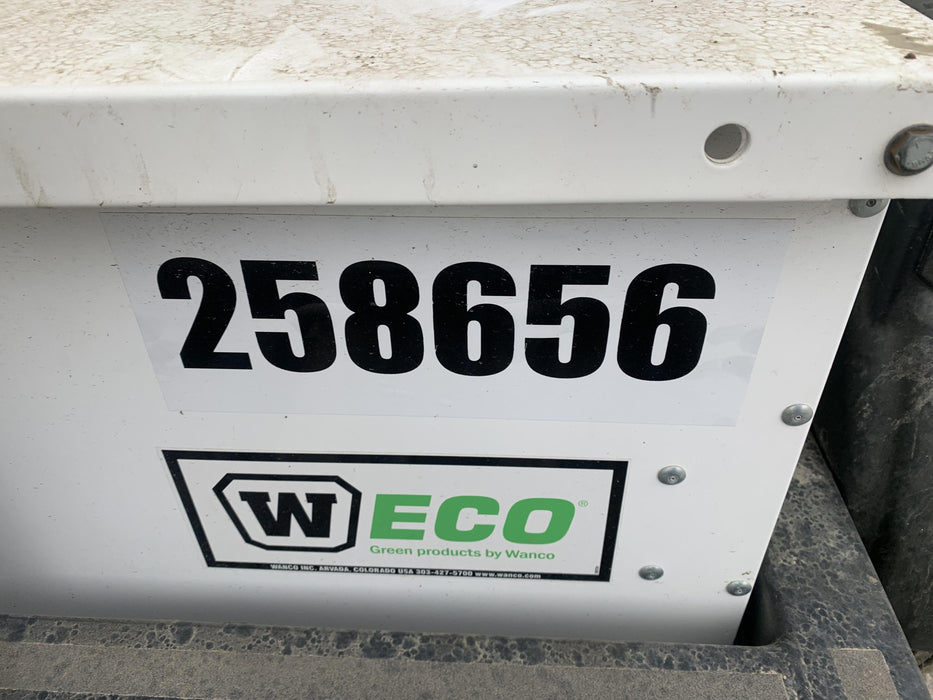 258656
W ECO®
Green products by Wanco
WANCO INC. ARVADA, COLORADO USA 303-427-5700 www.wanco.com